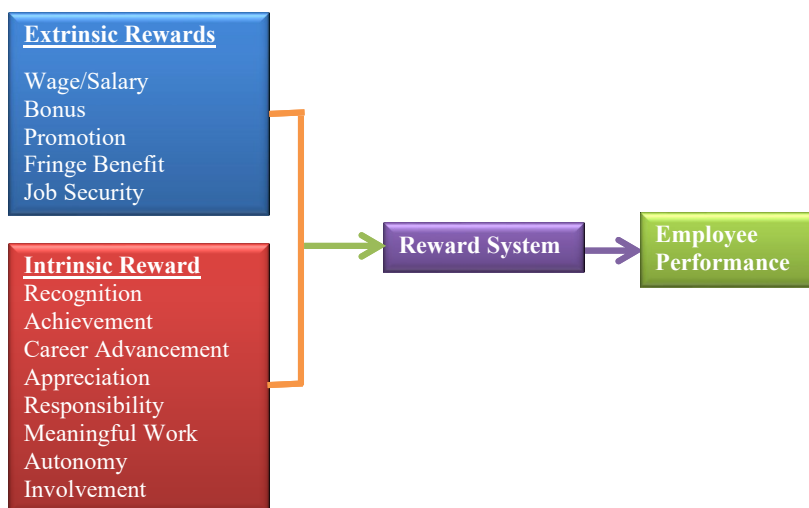 Extrinsic Rewards
Wage/Salary
Bonus
Promotion
Fringe Benefit
Job Security
Intrinsic Reward
Recognition
Achievement
Career Advancement
Appreciation
Responsibility
Meaningful Work
Autonomy
Involvement
Reward System
Employee
Performance